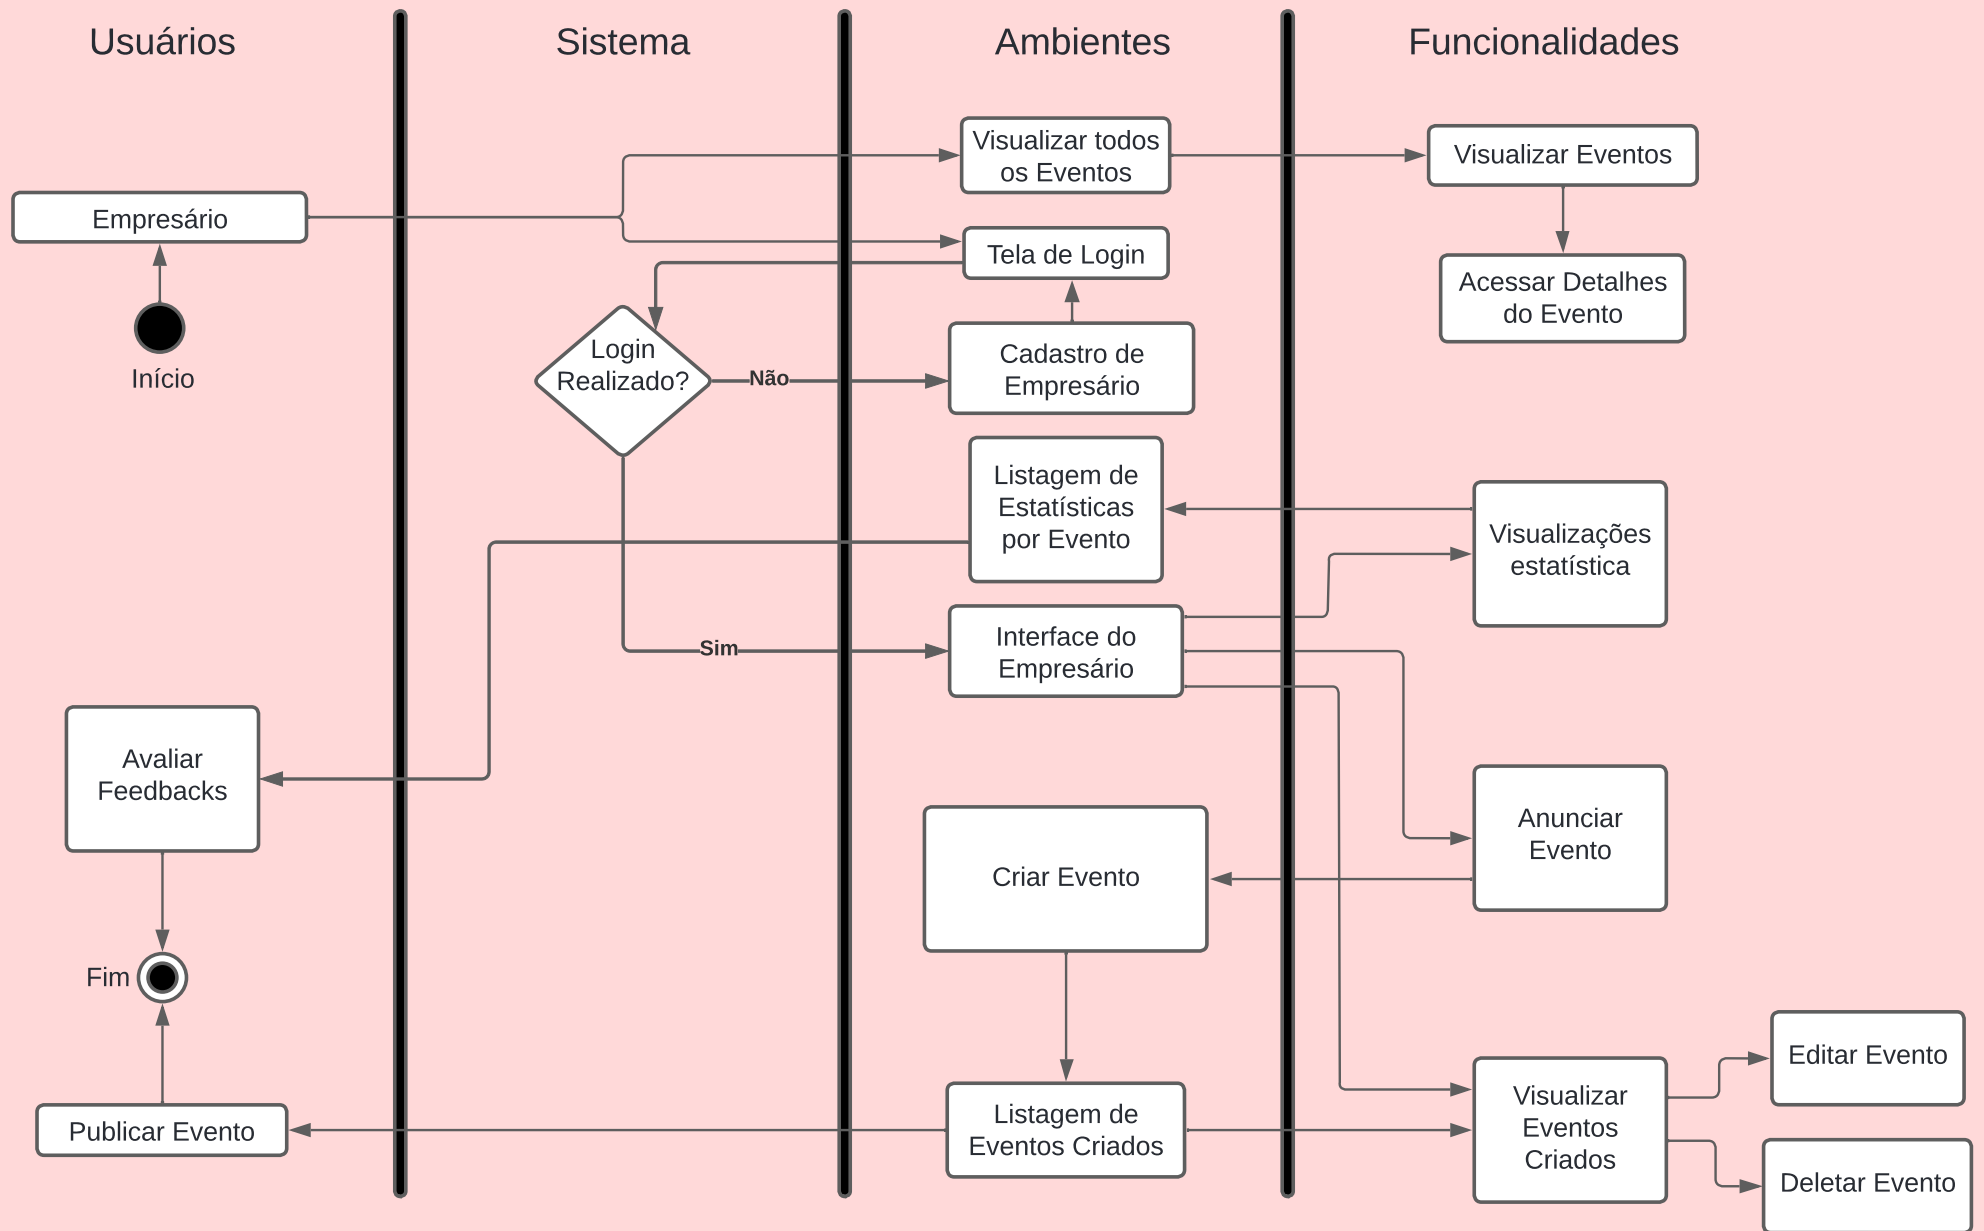 Usuários
Sistema
Ambientes
Funcionalidades
Visualizar todos
os Eventos
Visualizar Eventos
Empresário
Tela de Login
Acessar Detalhes
do Evento
Início
Login
Realizado?
Não
Cadastro de
Empresário
Listagem de
Estatísticas
por Evento
Visualizações
estatística
Sim
Interface do
Empresário
Avaliar
Feedbacks
Anunciar
Evento
Criar Evento
Fim
Editar Evento
Publicar Evento
Listagem de
Eventos Criados
Visualizar
Eventos
Criados
Deletar Evento